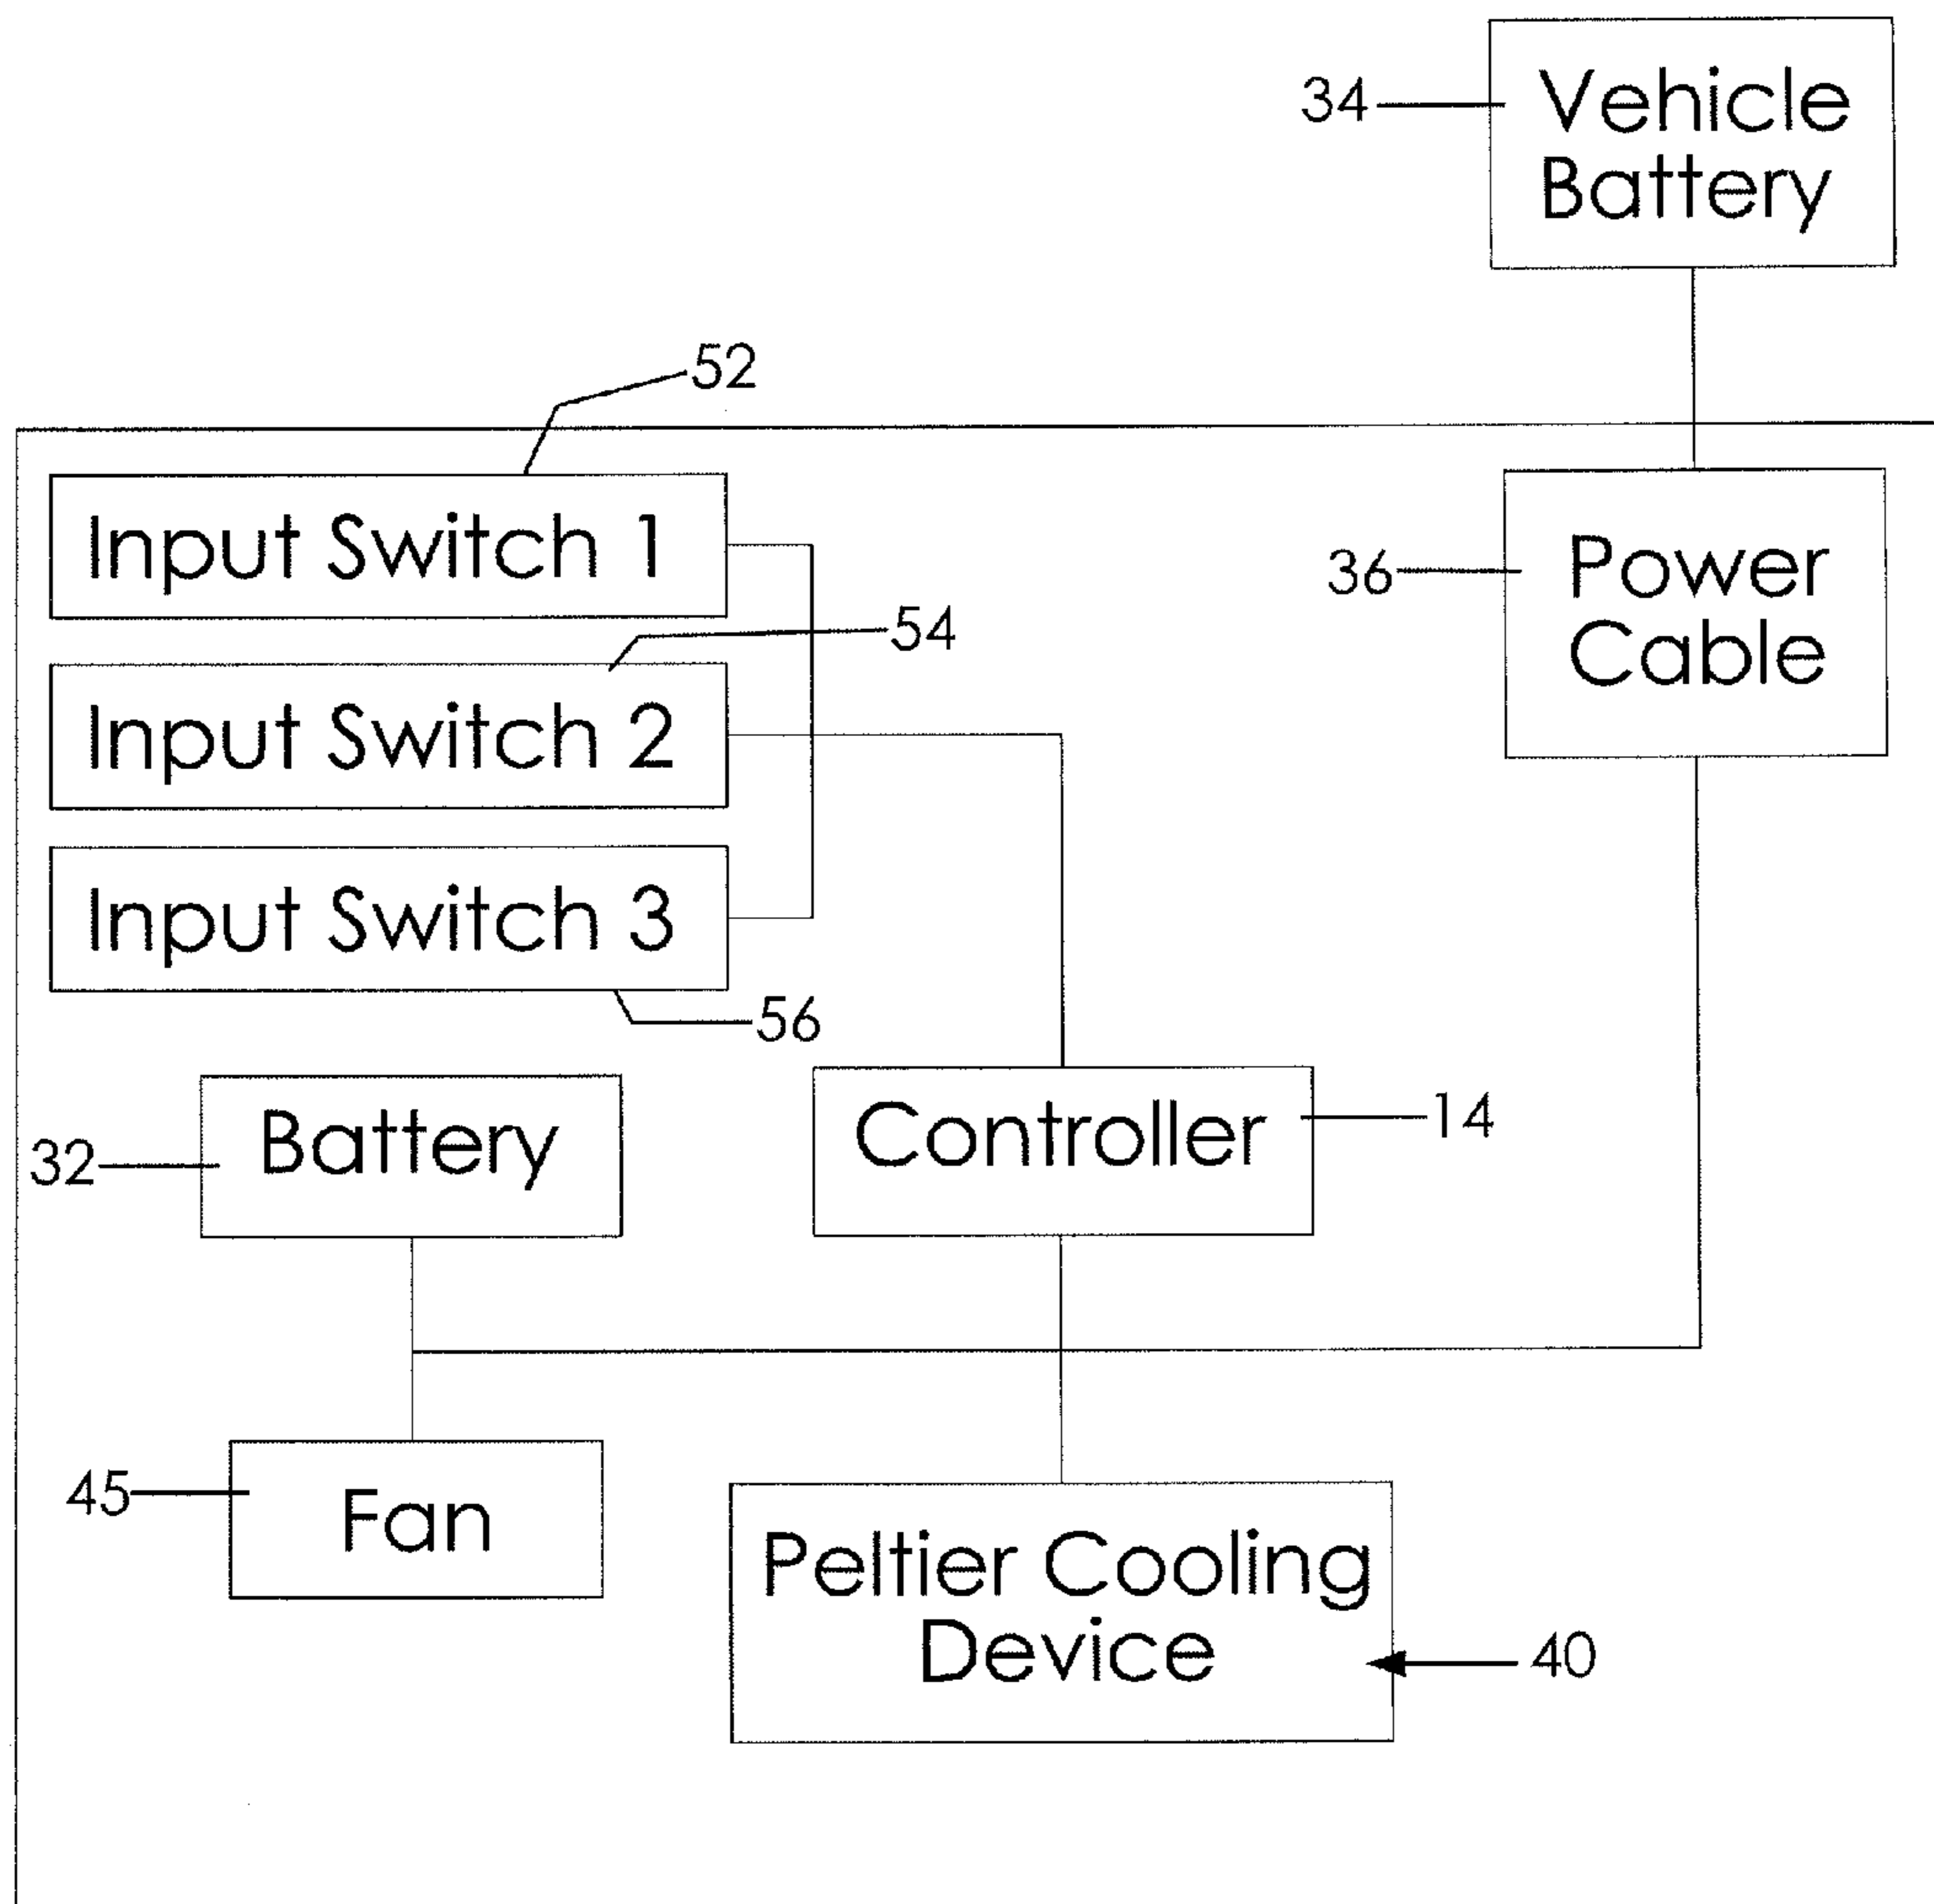 34
Vehicle
Battery
52
Input Switch 1
36
Power
Cable
54
Input Switch 2
Input Switch 3
56
32
Battery
Controller
14
45
Fan
Peltier Cooling
Device
40